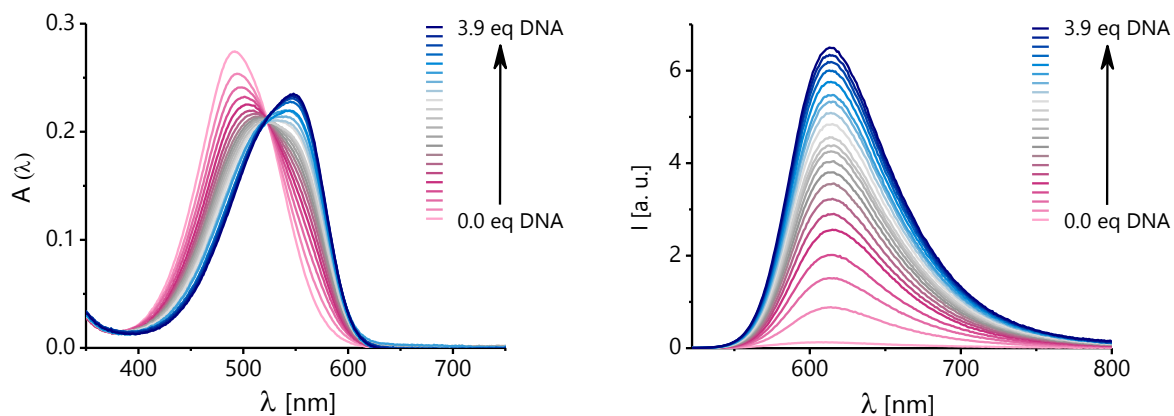 0.3
0.2
0.1
0.0
A (λ)
400
500
600
700
λ [nm]
3.9 eq DNA
0.0 eq DNA
6
4
2
0
I [a. u.]
600
700
800
λ [nm]
3.9 eq DNA
0.0 eq DNA